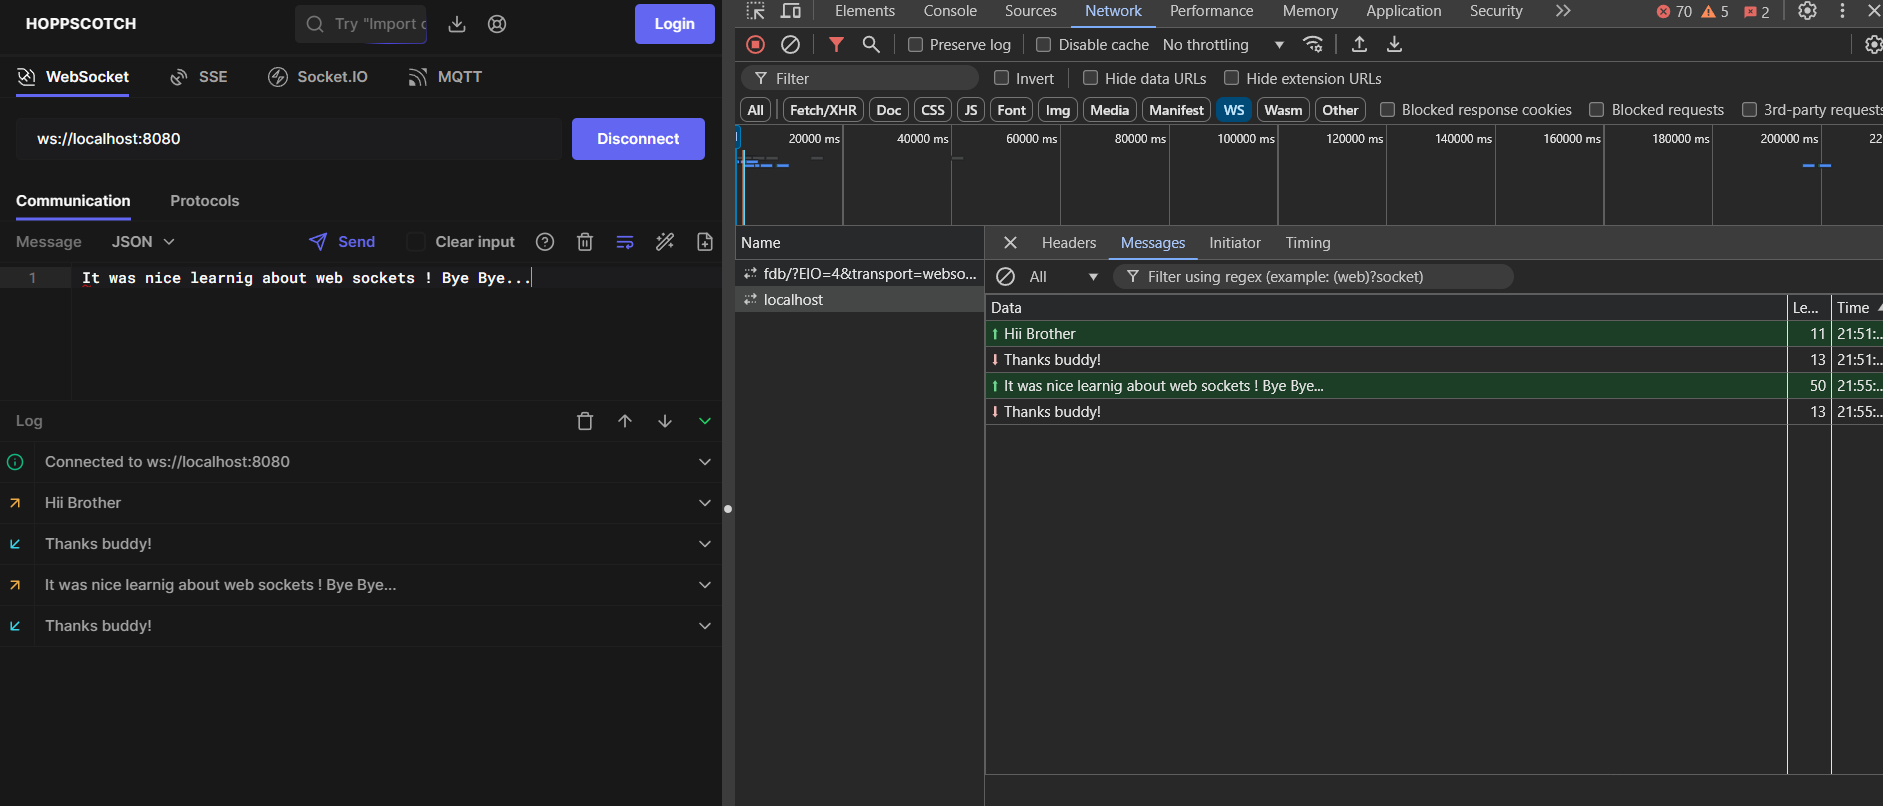 HOPPSCOTCH
Try "Import c
Login
WebSocket SSE Socket.IO MQTT
ws://localhost:8080
Disconnect
Communication Protocols
Message JSON Send Clear input
1 It was nice learnig about web sockets ! Bye Bye...
Log
Connected to ws://localhost:8080
Hii Brother
Thanks buddy!
It was nice learnig about web sockets ! Bye Bye...
Thanks buddy!
Elements Console Sources Network Performance Memory Application Security 70 5 2
Preserve log Disable cache No throttling
Filter Invert Hide data URLs Hide extension URLs
All Fetch/XHR Doc CSS JS Font Img Media Manifest WS Wasm Other Blocked response cookies Blocked requests 3rd-party requests
20000 ms 40000 ms 60000 ms 80000 ms 100000 ms 120000 ms 140000 ms 160000 ms 180000 ms 200000 ms 22
Name
fdb/?EIO=4&transport=webso...
localhost
Headers Messages Initiator Timing
All Filter using regex (example: (web)?socket)
Data Le... Time
Hii Brother 11 21:51:...
Thanks buddy! 13 21:51:...
It was nice learnig about web sockets ! Bye Bye... 50 21:55:...
Thanks buddy! 13 21:55:...